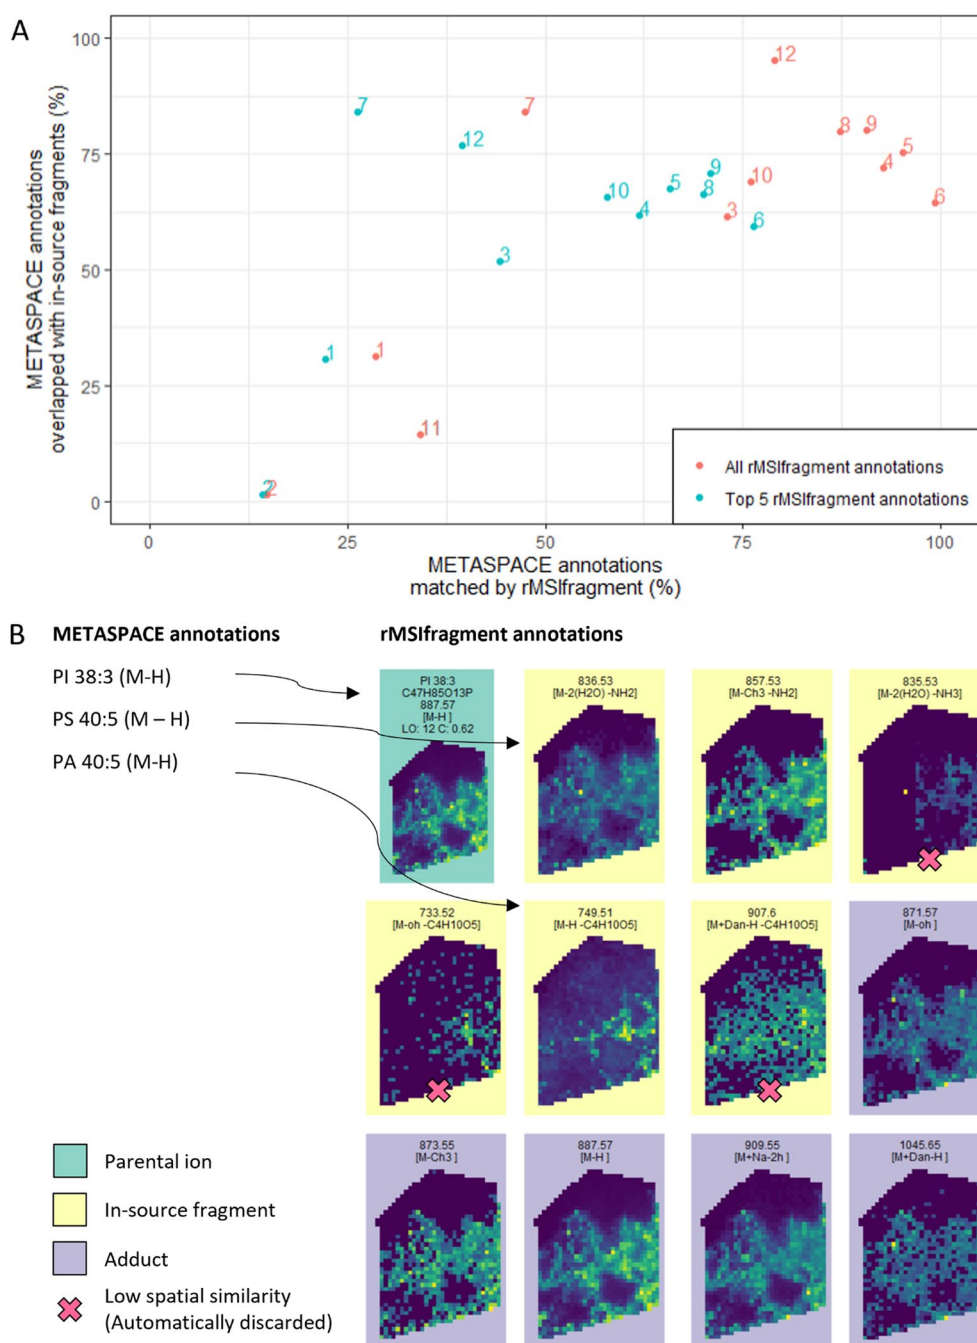 A
METASPACE annotations
overlapped with in-source fragments (%)
100
75
50
25
0
12
7
7
12
8
9
5
4
9
10
5
10
8
6
4
3
6
3
1
1
11
2
2
All rMSIfragment annotations
Top 5 rMSIfragment annotations
0
25
50
75
100
METASPACE annotations
matched by rMSIfragment (%)
B
METASPACE annotations
rMSIfragment annotations
PI 38:3 (M-H)
PS 40:5 (M – H)
PA 40:5 (M-H)
PI 38:3
C47H85O13P
887.57
[M-H ]
LO: 12 C: 0.62
836.53
[M-2(H2O) -NH2]
857.53
[M-Ch3 -NH2]
835.53
[M-2(H2O) -NH3]
733.52
[M-oh -C4H10O5]
749.51
[M-H -C4H10O5]
907.6
[M+Dan-H -C4H10O5]
871.57
[M-oh ]
873.55
[M-Ch3 ]
887.57
[M-H ]
909.55
[M+Na-2h ]
1045.65
[M+Dan-H ]
Parental ion
In-source fragment
Adduct
Low spatial similarity
(Automatically discarded)